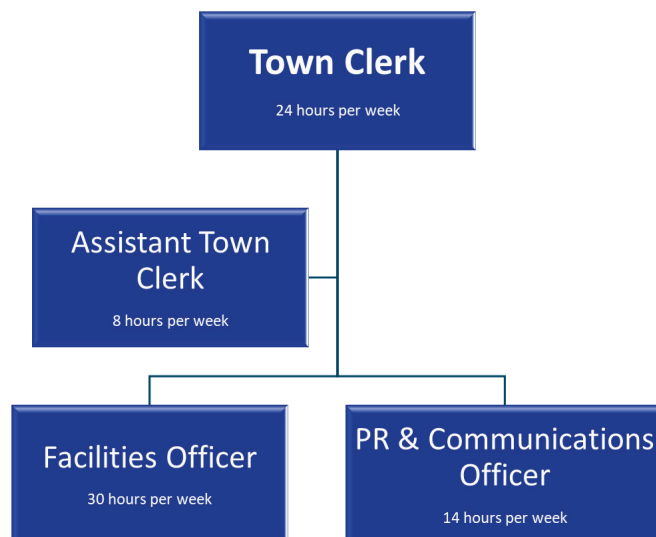 Town Clerk
24 hours per week
Assistant Town
Clerk
8 hours per week
Facilities Officer
30 hours per week
PR & Communications
Officer
14 hours per week